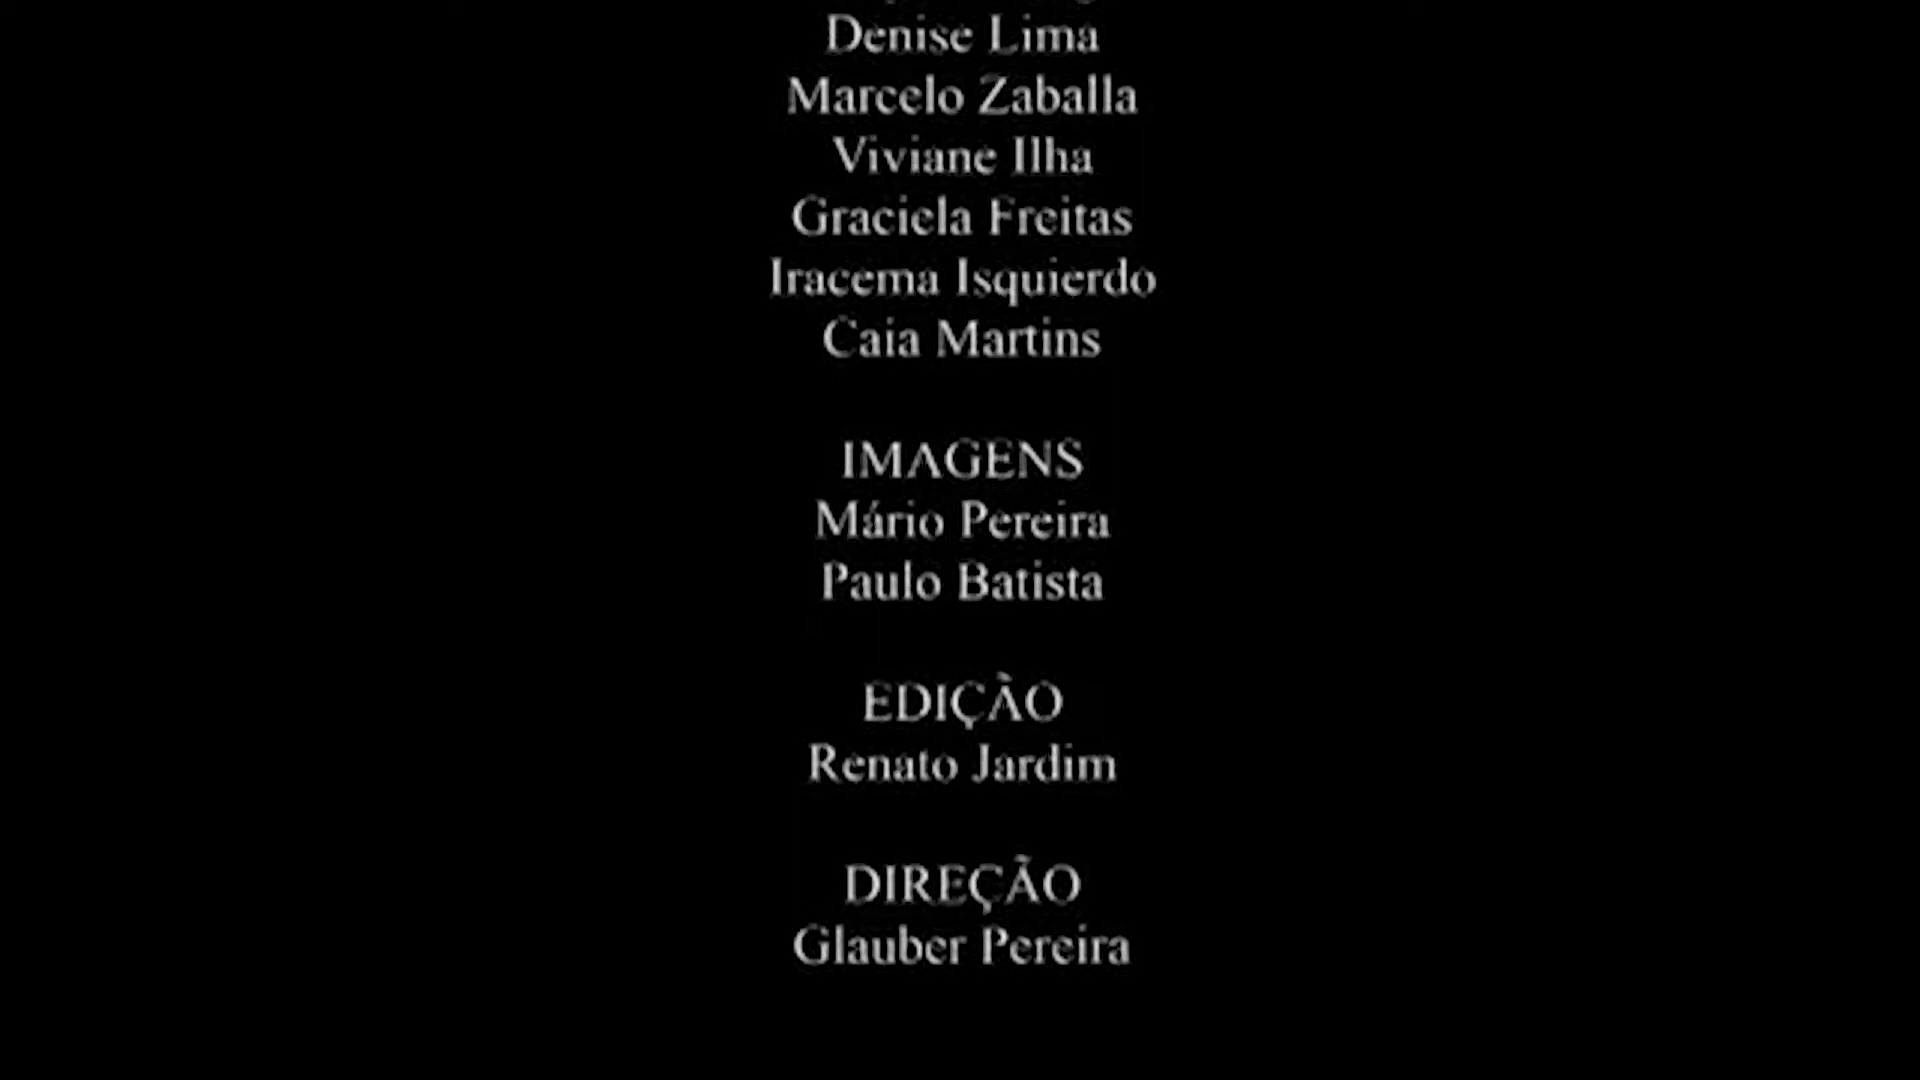 Denise Lima
Marcelo Zaballa
Viviane Ilha
Graciela Freitas
Iracema Isquierdo
Caia Martins
IMAGENS
Mário Pereira
Paulo Batista
EDIÇÃO
Renato Jardim
DIREÇÃO
Glauber Pereira